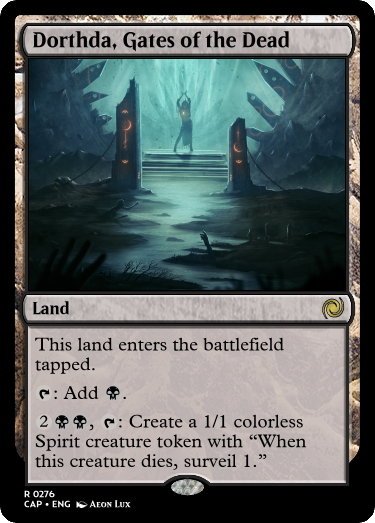 Dorthda, Gates of the Dead
Land
This land enters the battlefield
tapped.
: Add .
2 , : Create a 1/1 colorless
Spirit creature token with “When
this creature dies, surveil 1.”
R 0276
CAP • ENG Aeon Lux